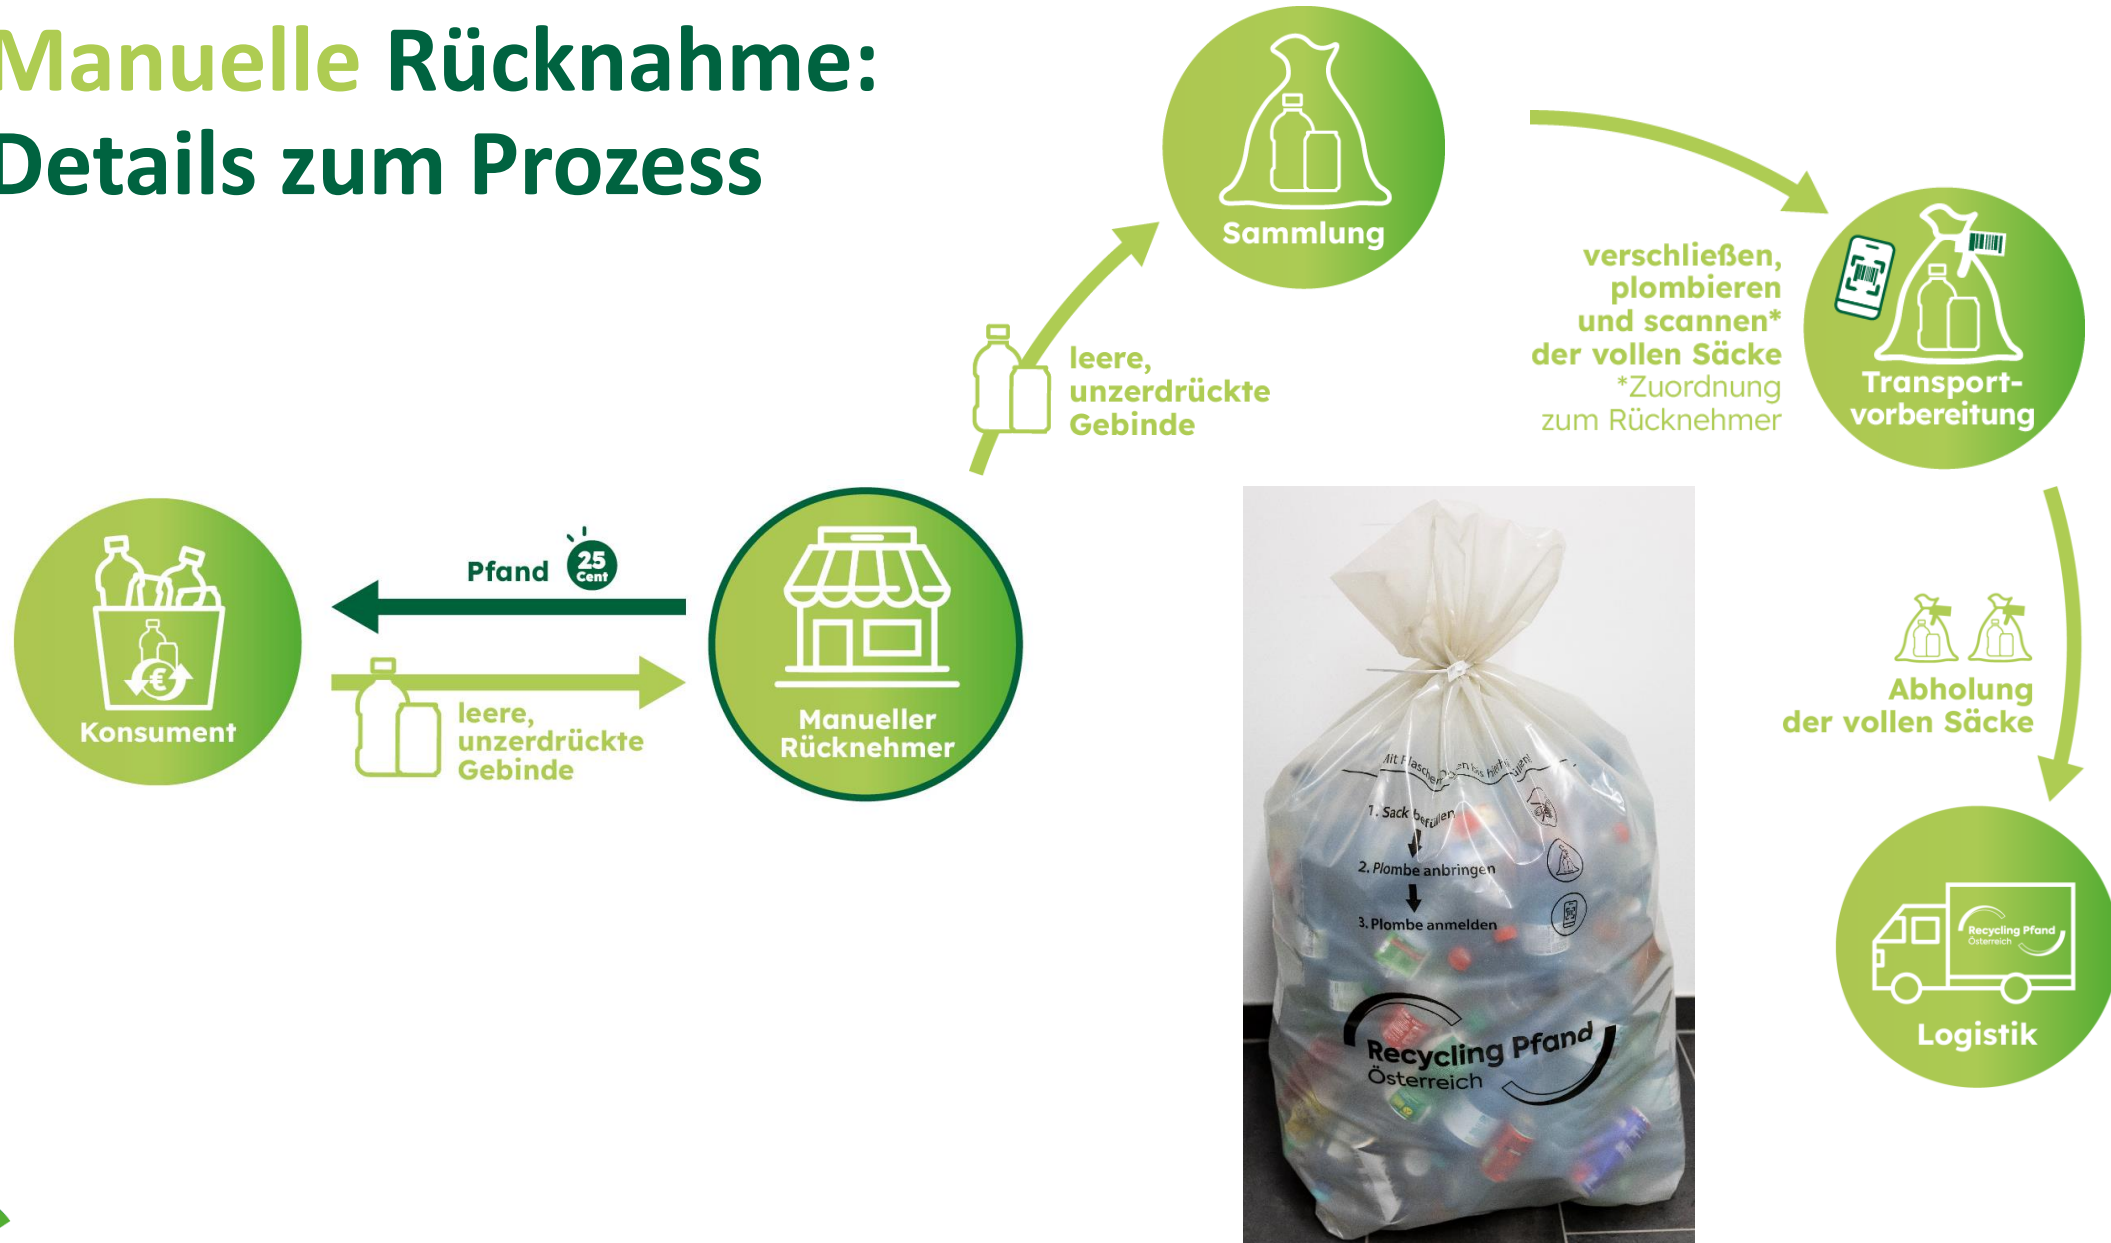 Manuelle Rücknahme:
Details zum Prozess
Sammlung
verschließen,
plombieren
und scannen*
der vollen Säcke
*Zuordnung
zum Rücknehmer
Transport-
vorbereitung
leere,
unzerdrückte
Gebinde
Pfand 25
Cent
Konsument
leere,
unzerdrückte
Gebinde
Manueller
Rücknehmer
Abholung
der vollen Säcke
Recycling Pfand
Österreich
Logistik
1. Sack befüllen
2. Plombe anbringen
3. Plombe anmelden
Recycling Pfand
Österreich